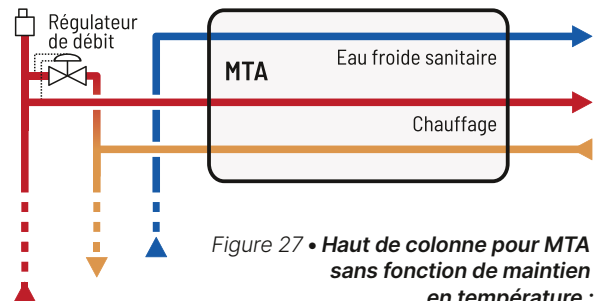 Régulateur
de débit
MTA
Eau froide sanitaire
Chauffage
Figure 27 • Haut de colonne pour MTA
sans fonction de maintien
en température :